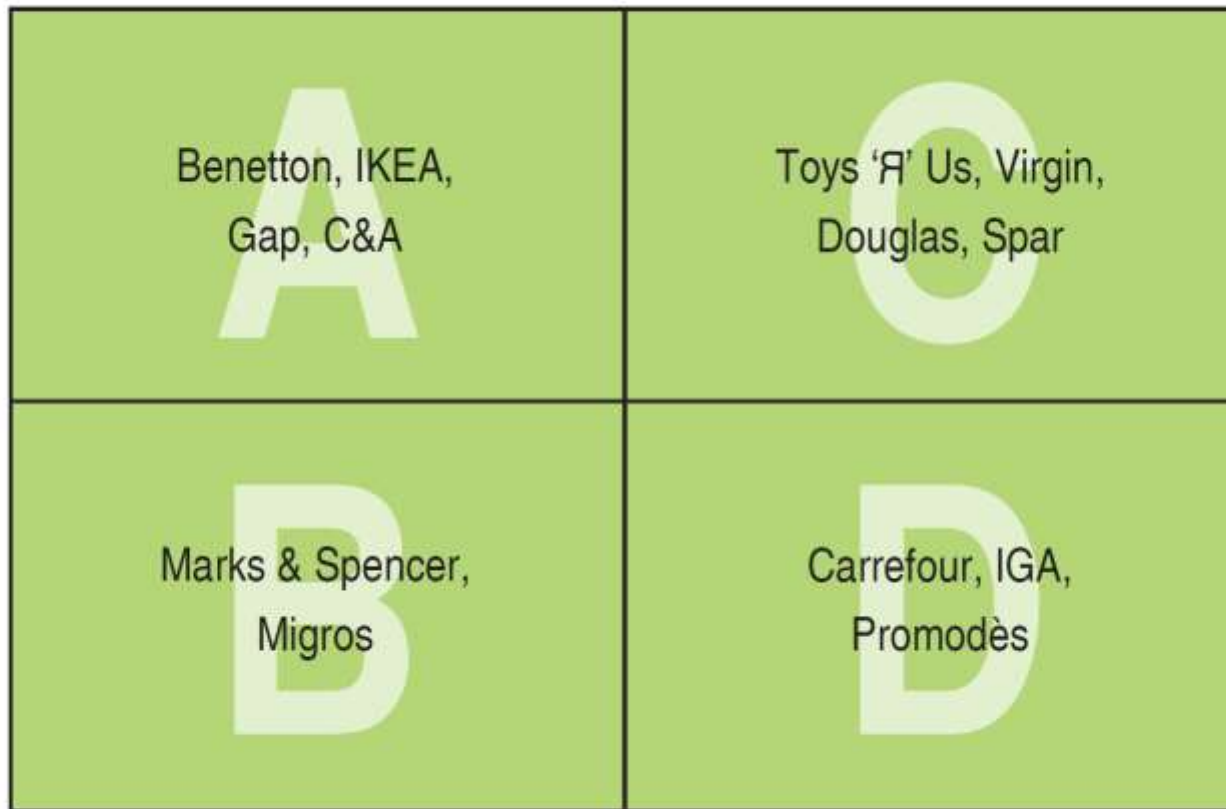 A
Benetton, IKEA,
Gap, C&A
C
Toys ‘Я’ Us, Virgin,
Douglas, Spar
B
Marks & Spencer,
Migros
D
Carrefour, IGA,
Promodès